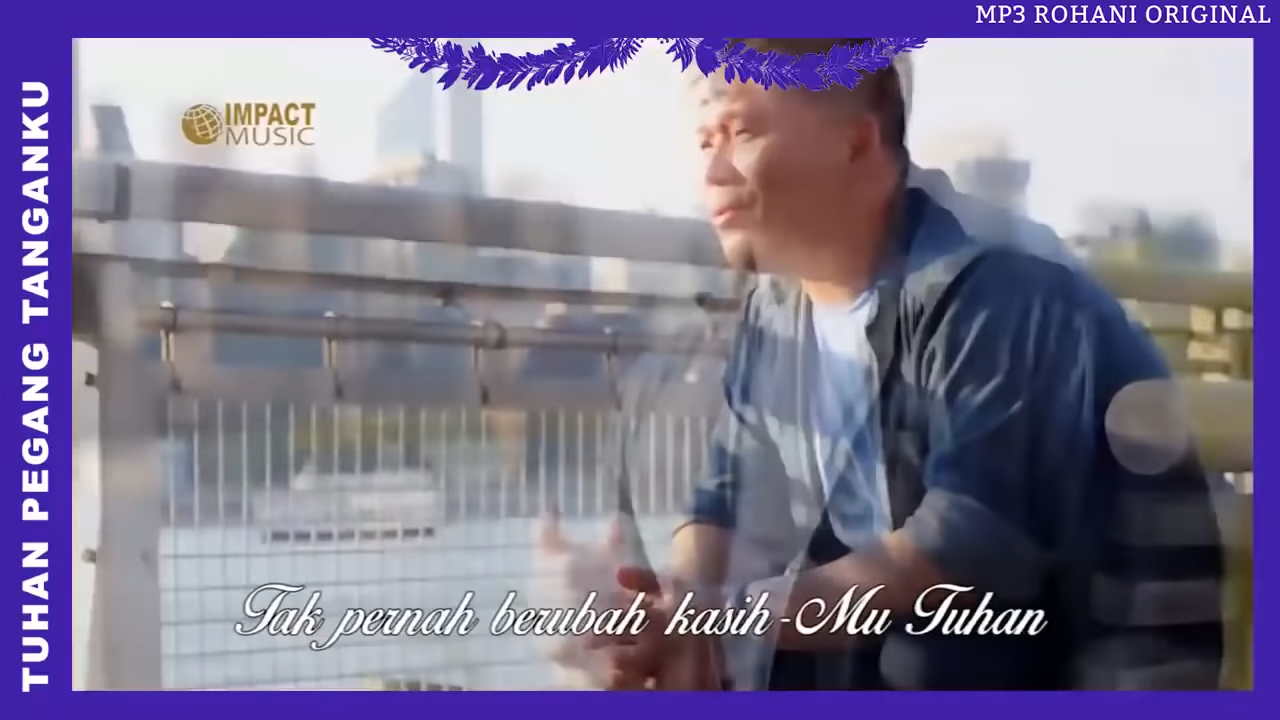 MP3 ROHANI ORIGINAL
IMPACT
MUSIC
TUHAN PEGANG TANGANKU
Tak pernah berubah kasih-Mu Tuhan